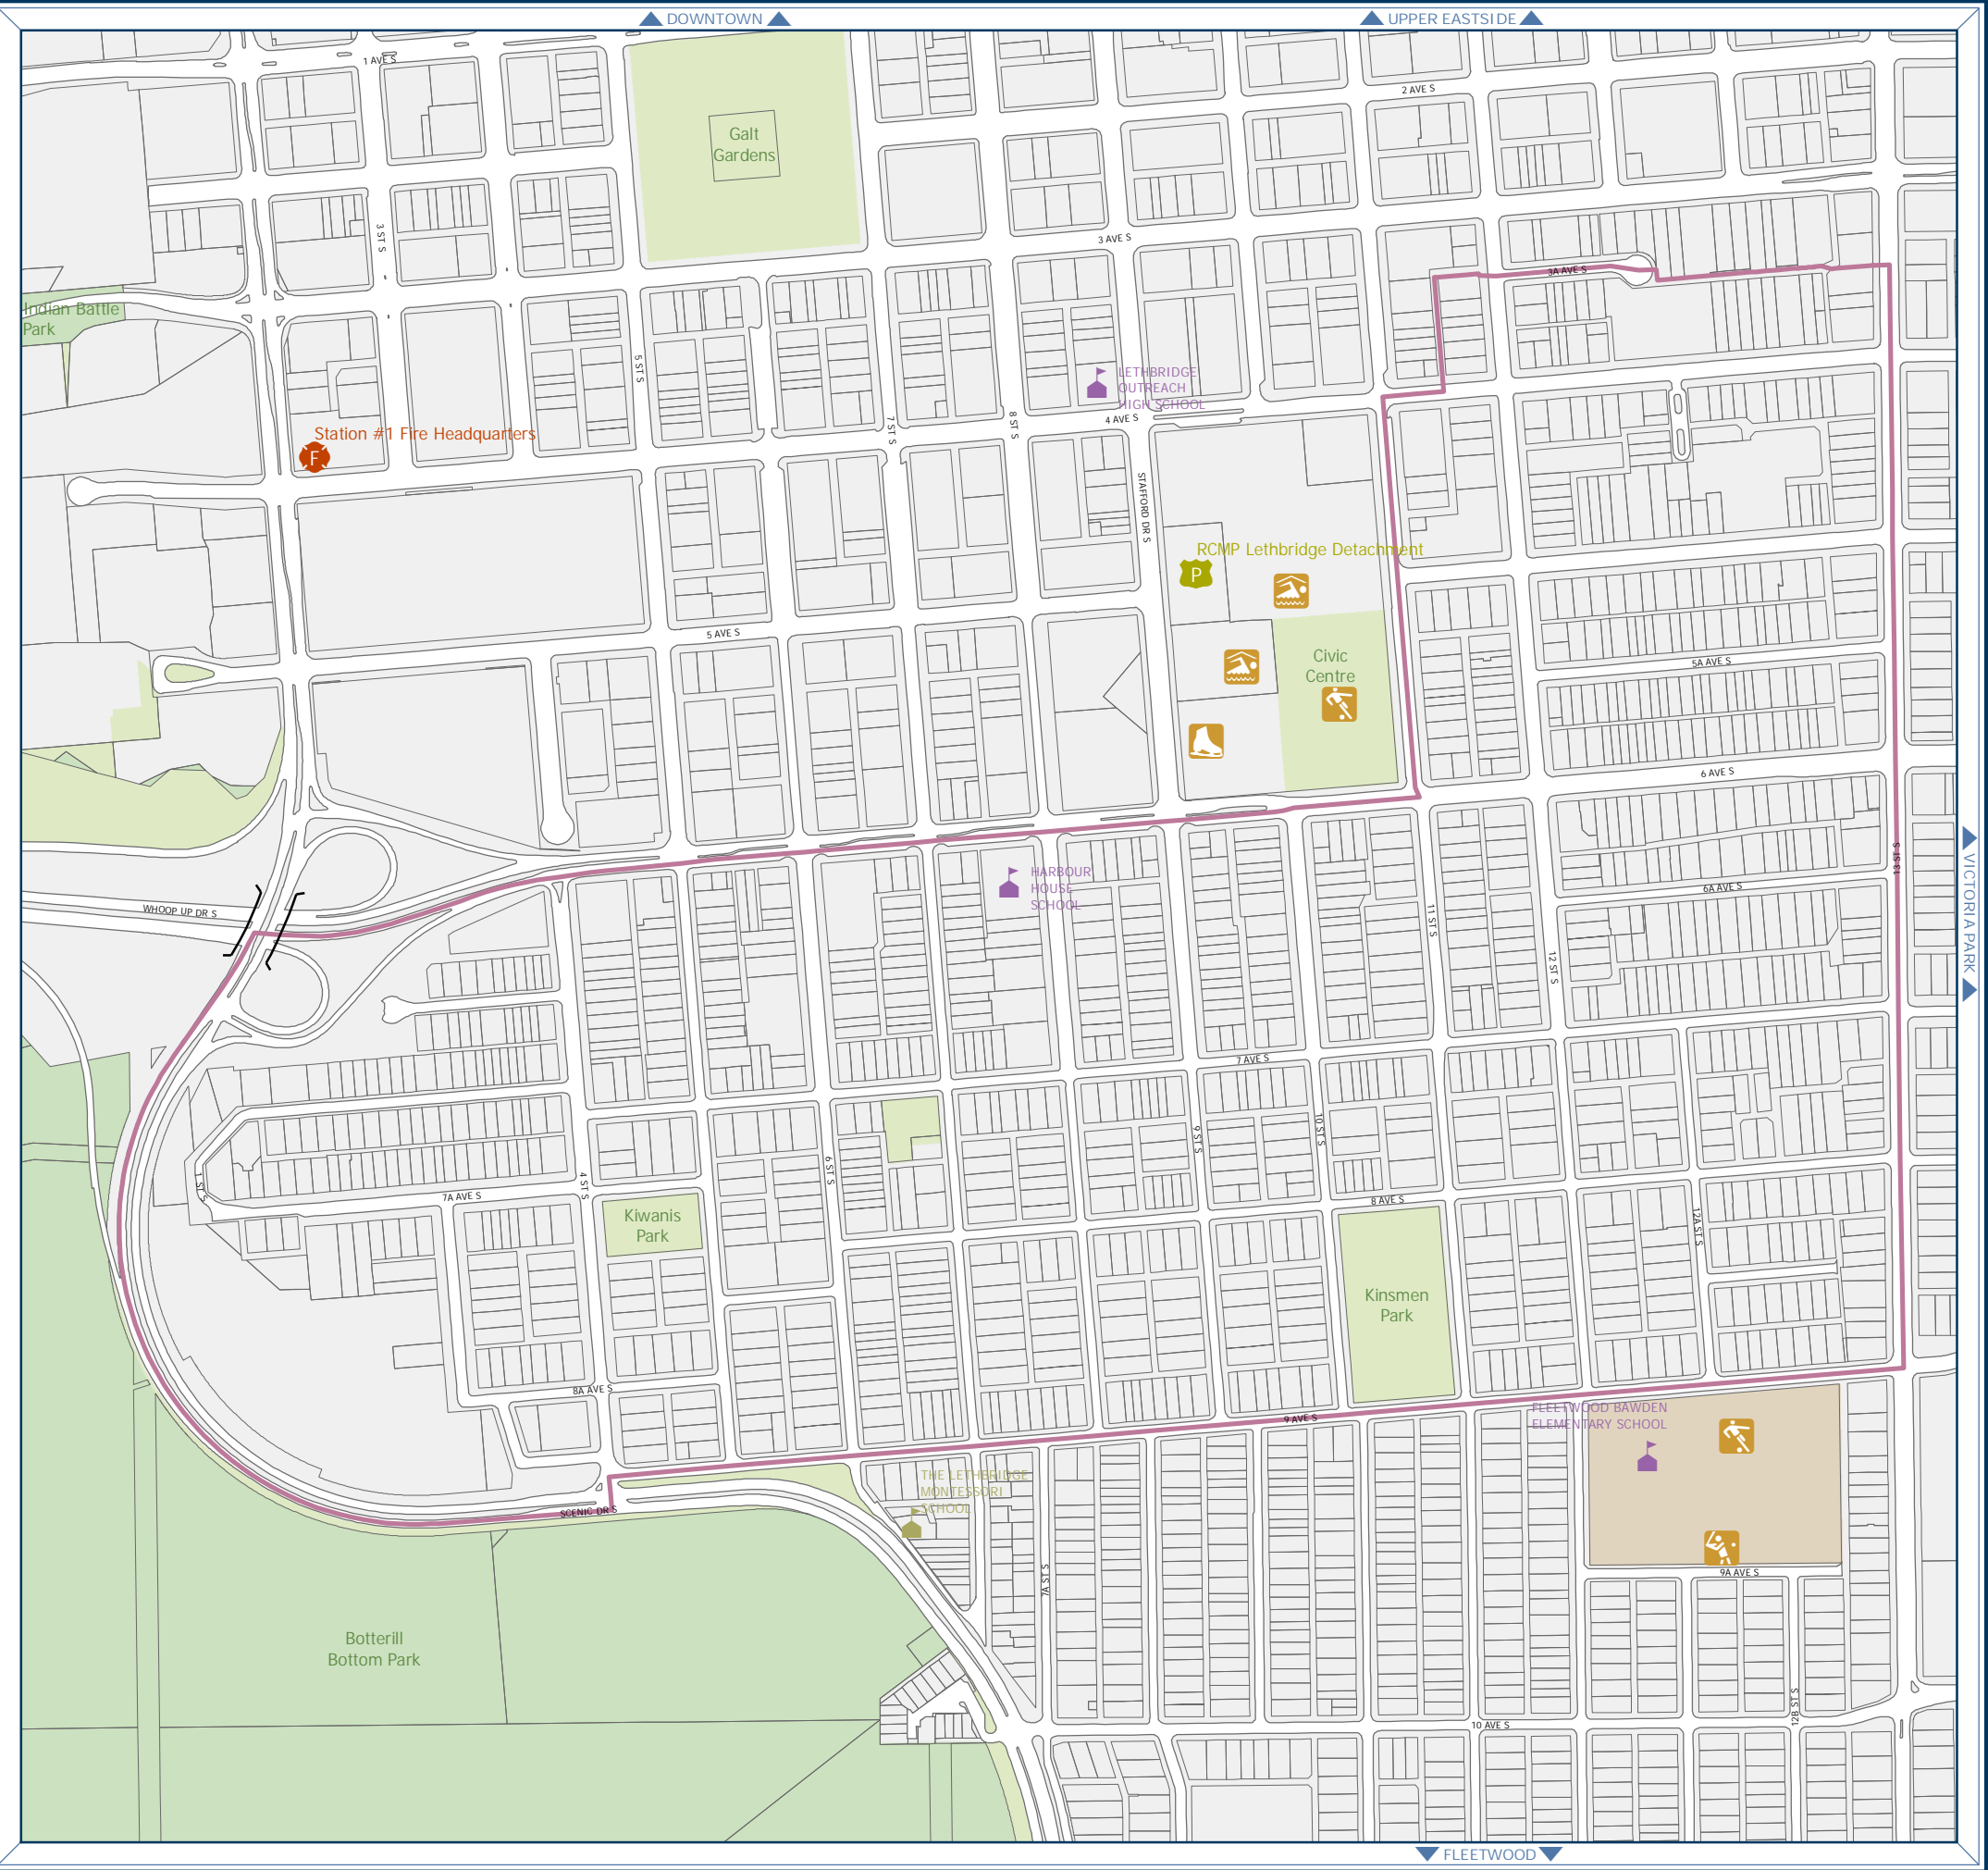 DOWNTOWN
UPPER EASTSIDE
1 AVE S
2 AVE S
Galt
Gardens
3 ST S
3 AVE S
3A AVE S
Indian Battle
Park
5 ST S
LETHBRIDGE
OUTREACH
HIGH SCHOOL
7 ST S
8 ST S
4 AVE S
Station #1 Fire Headquarters
F
STAFFORD DR S
RCMP Lethbridge Detachment
P
5 AVE S
Civic
Centre
5A AVE S
6 AVE S
VICTORIA PARK
13 ST S
HARBOUR
HOUSE
SCHOOL
6A AVE S
WHOOP UP DR S
11 ST S
12 ST S
7 AVE S
10 ST S
9 ST S
6 ST S
4 ST S
1 ST S
7A AVE S
8 AVE S
Kiwanis
Park
12A ST S
Kinsmen
Park
8A AVE S
9 AVE S
FLEETWOOD BAWDEN
ELEMENTARY SCHOOL
THE LETHBRIDGE
MONTESSORI
SCHOOL
SCENIC DR S
7A ST S
9A AVE S
Botterill
Bottom Park
12B ST S
10 AVE S
FLEETWOOD